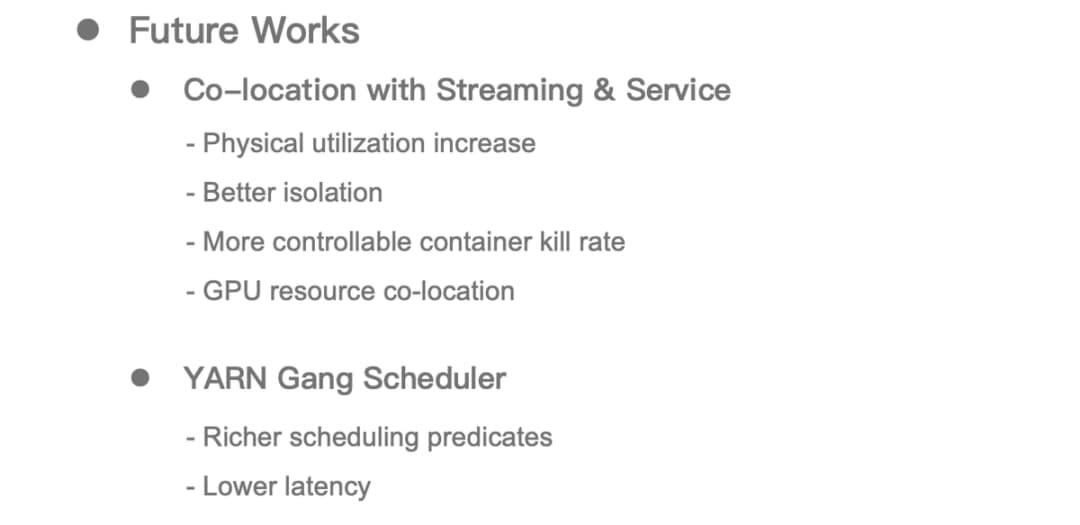 ● Future Works
● Co–location with Streaming & Service
- Physical utilization increase
- Better isolation
- More controllable container kill rate
- GPU resource co-location
● YARN Gang Scheduler
- Richer scheduling predicates
- Lower latency